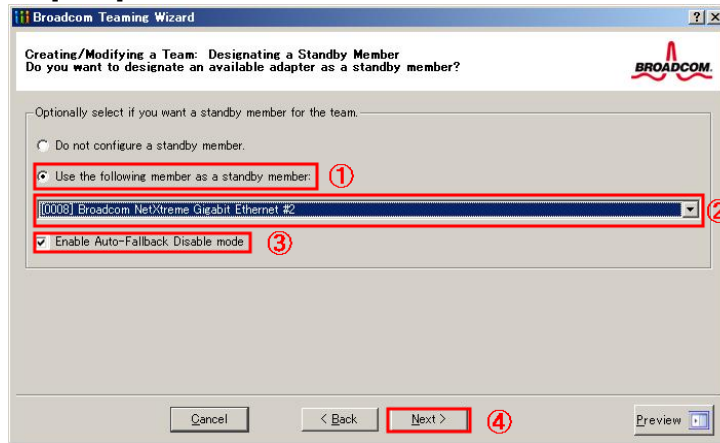 Broadcom Teaming Wizard
Creating/Modifying a Team: Designating a Standby Member
Do you want to designate an available adapter as a standby member?
BROADCOM.
Optionally select if you want a standby member for the team.
Do not configure a standby member.
Use the following member as a standby member: ①
[0008] Broadcom NetXtreme Gigabit Ethernet #2 ②
Enable Auto-Fallback Disable mode ③
Cancel < Back Next > ④ Preview